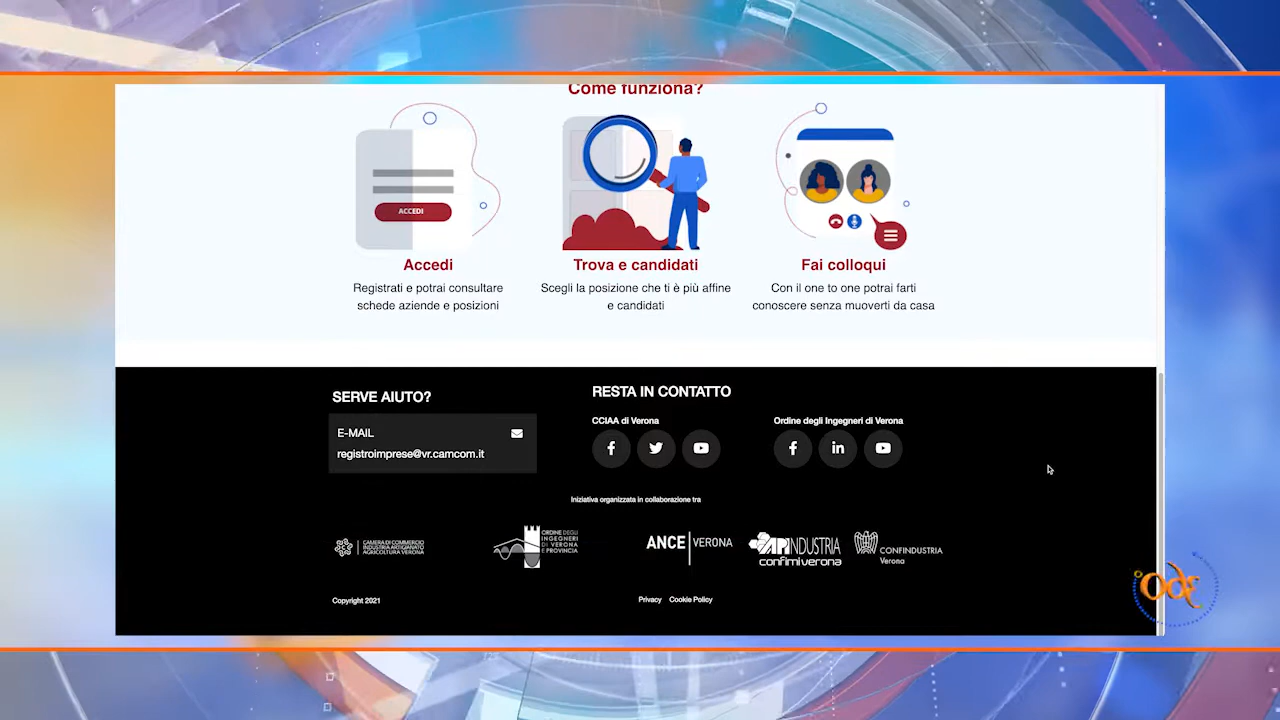 Come funziona?
ACCEDI
Accedi
Registrati e potrai consultare
schede aziende e posizioni
Trova e candidati
Scegli la posizione che ti è più affine
e candidati
Fai colloqui
Con il one to one potrai farti
conoscere senza muoverti da casa
SERVE AIUTO?
E-MAIL
registroimprese@vr.camcom.it
RESTA IN CONTATTO
CCIAA di Verona
Ordine degli Ingegneri di Verona
Iniziativa organizzata in collaborazione tra
CAMERA DI COMMERCIO
INDUSTRIA ARTIGIANATO
AGRICOLTURA VERONA
ORDINE DEGLI
INGEGNERI
DI VERONA
E PROVINCIA
ANCE VERONA
APINDUSTRIA
confimi verona
CONFINDUSTRIA
Verona
Copyright 2021
Privacy Cookie Policy